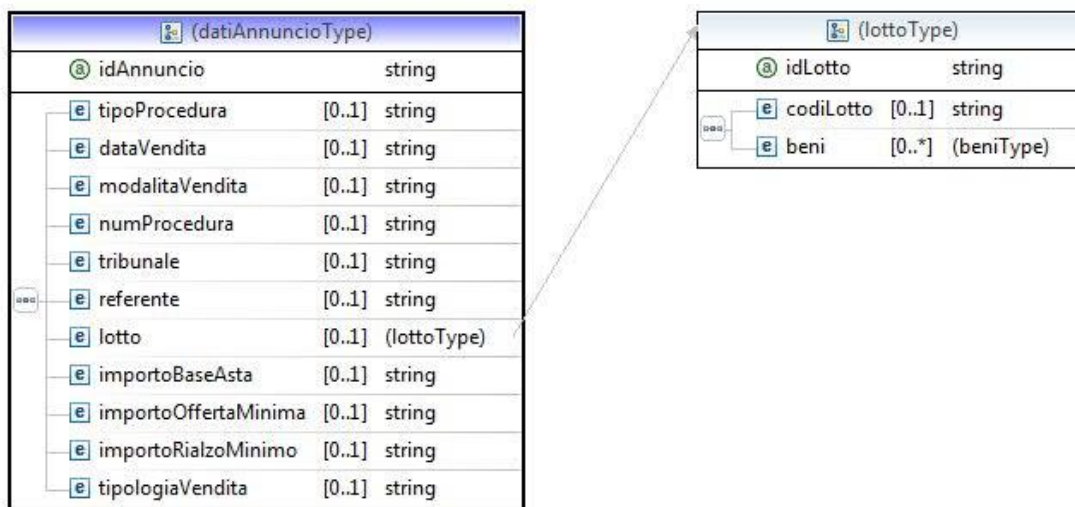 (datiAnnuncioType)
a idAnnuncio string
e tipoProcedura [0..1] string
e dataVendita [0..1] string
e modalitaVendita [0..1] string
e numProcedura [0..1] string
e tribunale [0..1] string
e referente [0..1] string
e lotto [0..1] (lottoType)
e importoBaseAsta [0..1] string
e importoOffertaMinima [0..1] string
e importoRialzoMinimo [0..1] string
e tipologiaVendita [0..1] string
(lottoType)
a idLotto string
e codiLotto [0..1] string
e beni [0..*] (beniType)